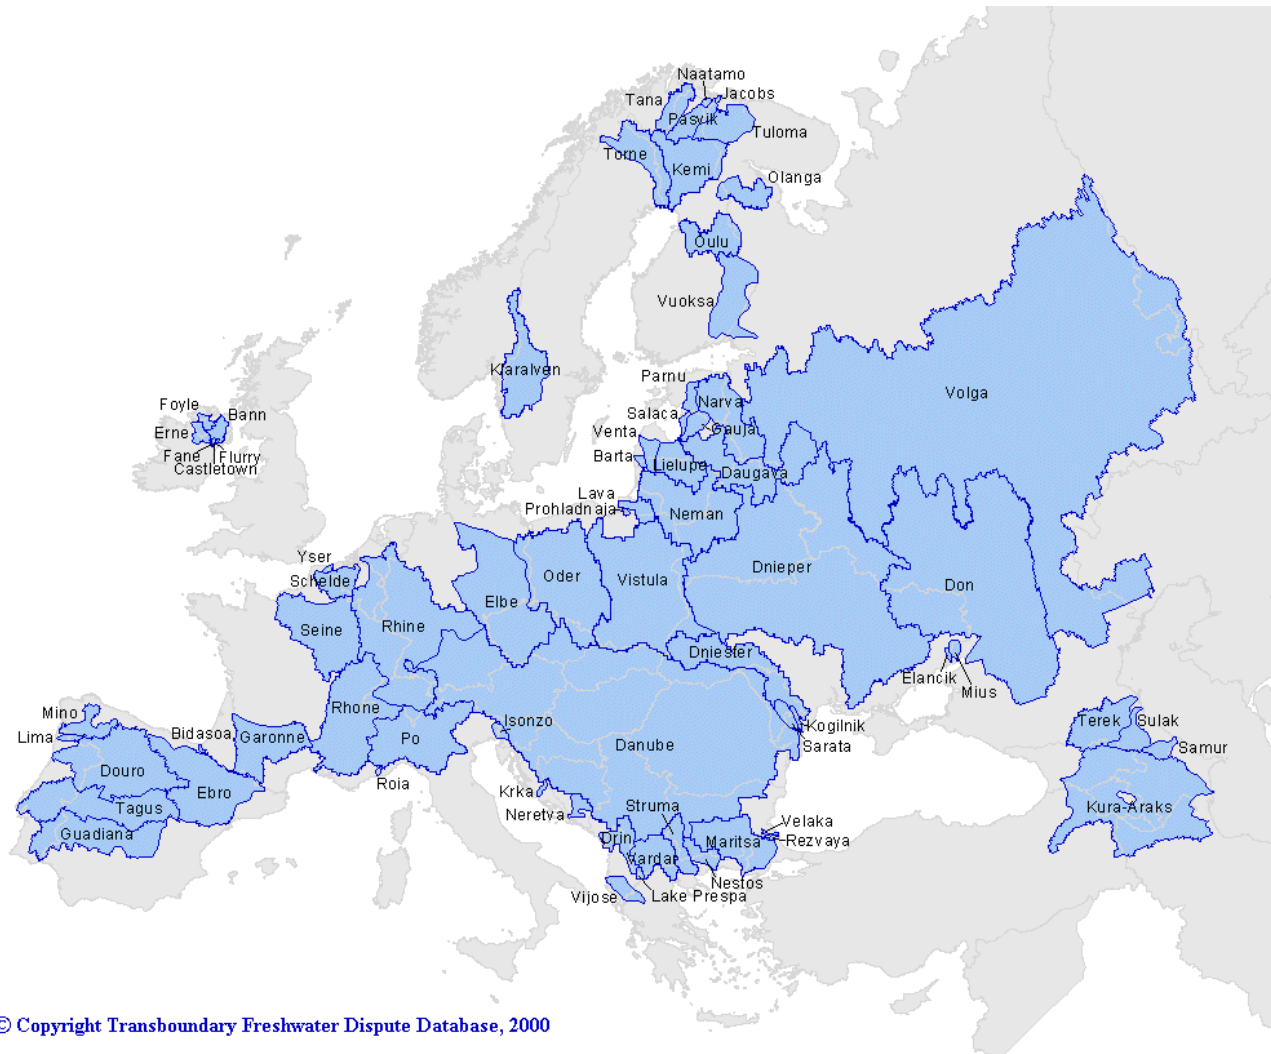 Naatamo
Tana
Jacobs
Pasvik
Tuloma
Torne
Kemi
Olanga
Oulu
Vuoksa
Klaralven
Volga
Parnu
Narva
Foyle
Bann
Salaca
Gauja
Erne
Venta
Fane
Flurry
Barta
Lielupe
Castletown
Daugava
Lava
Prohladnaja
Neman
Yser
Schelde
Oder
Vistula
Dnieper
Don
Elbe
Seine
Rhine
Dniester
Elancik
Mius
Rhone
Mino
Isonzo
Terek
Sulak
Lima
Bidasoa
Garonne
Po
Danube
Kogilnik
Sarata
Samur
Douro
Roia
Ebro
Krka
Tagus
Struma
Kura-Araks
Neretva
Velaka
Guadiana
Drin
Maritsa
Rezvaya
Vardar
Nestos
Vijose
Lake Prespa
© Copyright Transboundary Freshwater Dispute Database, 2000